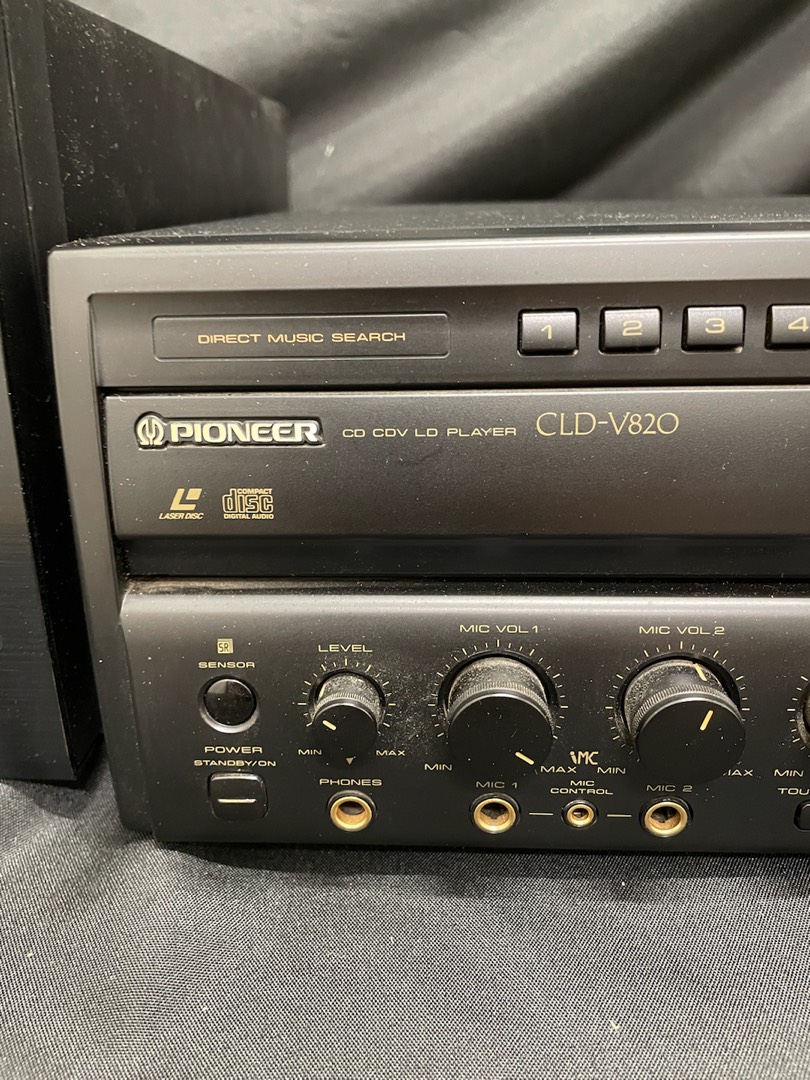 DIRECT MUSIC SEARCH
1 2 3 4
PIONEER CD CDV LD PLAYER CLD-V820
LASER DISC
COMPACT
disc
DIGITAL AUDIO
SR
SENSOR
LEVEL
MIC VOL 1
MIC VOL 2
MIN MAX
MIN MAX
MIN MAX
MIN
POWER
STANDBY/ON
PHONES
MIC 1
iMC
MIC
CONTROL
MIC 2
TOU